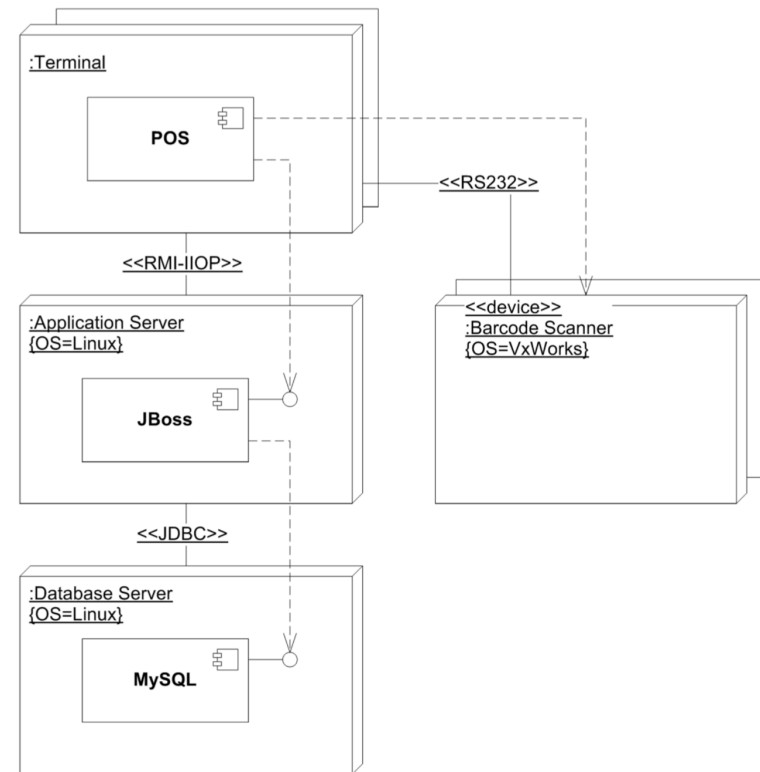 :Terminal
POS
<<RS232>>
<<RMI-IIOP>>
<<device>>
:Barcode Scanner
{OS=VxWorks}
:Application Server
{OS=Linux}
JBoss
<<JDBC>>
:Database Server
{OS=Linux}
MySQL